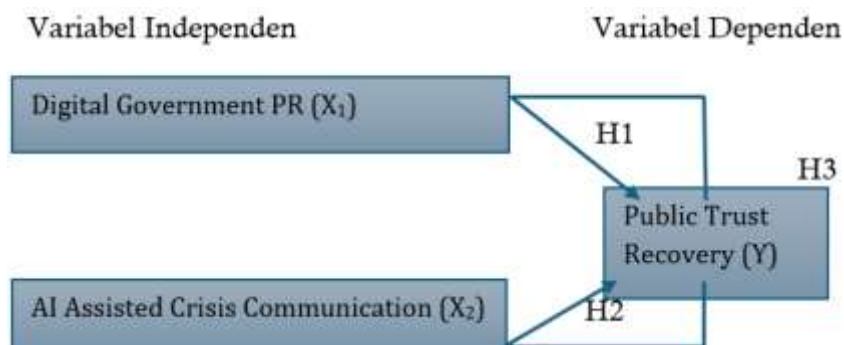 Variabel Independen
Variabel Dependen
Digital Government PR (X₁)
H1
H3
Public Trust
Recovery (Y)
AI Assisted Crisis Communication (X₂)
H2